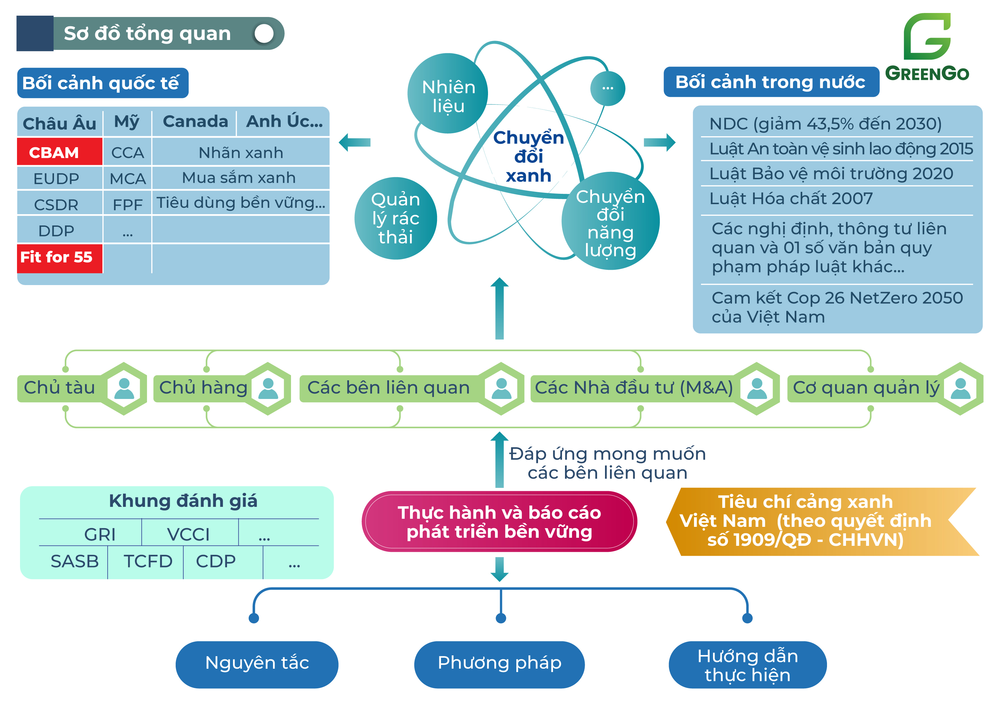 Sơ đồ tổng quan
GREENGO
Bối cảnh quốc tế
Châu Âu Mỹ Canada Anh Úc...
CBAM CCA Nhãn xanh
EUDP MCA Mua sắm xanh
CSDR FPF Tiêu dùng bền vững...
DDP ...
Fit for 55
Nhiên
liệu
...
Chuyển
đổi
xanh
Quản
lý rác
thải
Chuyển
đổi
năng
lượng
Bối cảnh trong nước
NDC (giảm 43,5% đến 2030)
Luật An toàn vệ sinh lao động 2015
Luật Bảo vệ môi trường 2020
Luật Hóa chất 2007
Các nghị định, thông tư liên
quan và 01 số văn bản quy
phạm pháp luật khác...
Cam kết Cop 26 NetZero 2050
của Việt Nam
Chủ tàu
Chủ hàng
Các bên liên quan
Các Nhà đầu tư (M&A)
Cơ quan quản lý
Đáp ứng mong muốn
các bên liên quan
Khung đánh giá
GRI VCCI ...
SASB TCFD CDP ...
Thực hành và báo cáo
phát triển bền vững
Tiêu chí cảng xanh
Việt Nam (theo quyết định
số 1909/QĐ - CHHVN)
Nguyên tắc
Phương pháp
Hướng dẫn
thực hiện